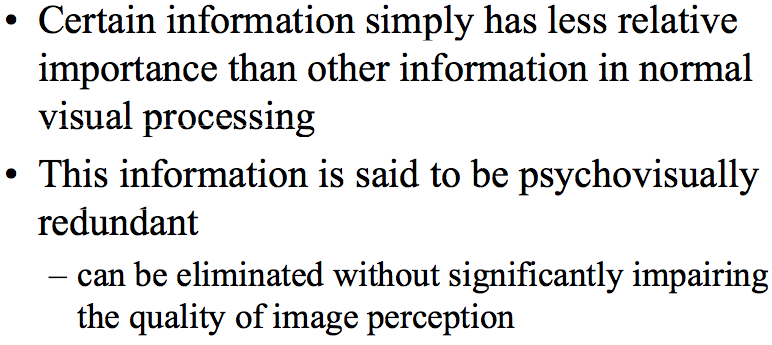 • Certain information simply has less relative
importance than other information in normal
visual processing
• This information is said to be psychovisually
redundant
– can be eliminated without significantly impairing
the quality of image perception